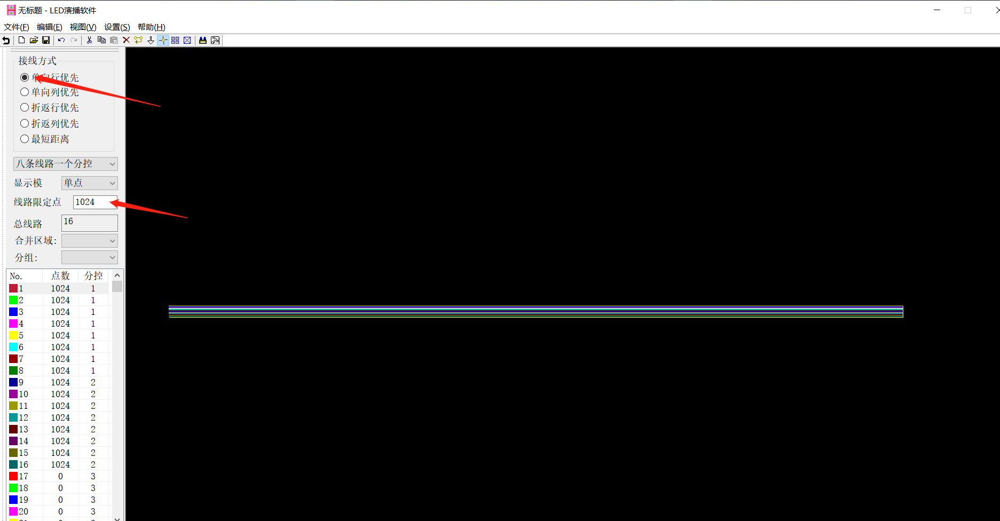 无标题 - LED演播软件
文件(F) 编辑(E) 视图(V) 设置(S) 帮助(H)
接线方式
单向行优先
单向列优先
折返行优先
折返列优先
最短距离
八条线路一个分控
显示模 单点
线路限定点 1024
总线路 16
合并区域:
分组:
No. 点数 分控
1 1024 1
2 1024 1
3 1024 1
4 1024 1
5 1024 1
6 1024 1
7 1024 1
8 1024 1
9 1024 2
10 1024 2
11 1024 2
12 1024 2
13 1024 2
14 1024 2
15 1024 2
16 1024 2
17 0 3
18 0 3
19 0 3
20 0 3